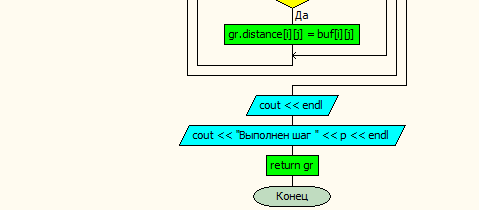 Да
gr.distance[i][j] = buf[i][j]
cout << endl
cout << "Выполнен шаг " << p << endl
return gr
Конец